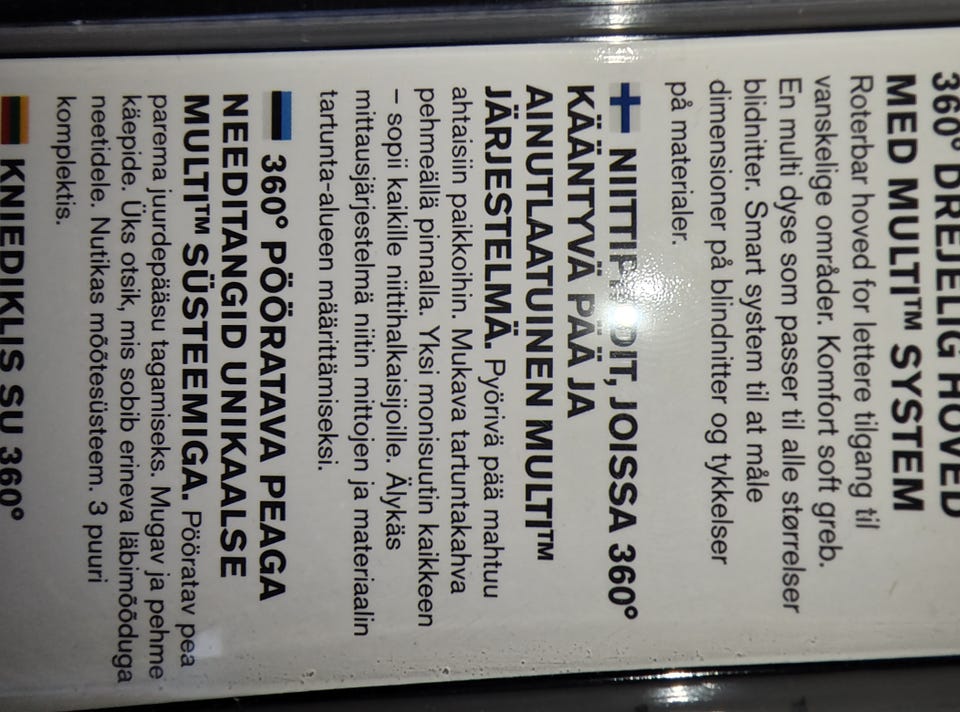 360° DREJELIG HOVED
MED MULTI™ SYSTEM
Roterbar hoved for lettere tilgang til
vanskelige områder. Komfort soft greb.
En multi dyse som passer til alle størrelser
blidnitter. Smart system til at måle
dimensioner på blindnitter og tykkelser
på materialer.
JOISSA 360°
KÄÄNTYVÄ PÄÄ JA
AINUTLAATUINEN MULTI™
JÄRJESTELMÄ. Pyörivä pää mahtuu
ahtaisiin paikkoihin. Mukava tartuntakahva
pehmeällä pinnalla. Yksi monisuutin kaikkeen
– sopii kaikille niittihalkaisijoille. Älykäs
mittausjärjestelmä niitin mittojen ja materiaalin
tartunta-alueen määrittämiseksi.
360° PÖÖRATAVA PEAGA
NEEDITANGID UNIKAALSE
MULTI™ SÜSTEEMIGA. Pööratav pea
parema juurdepääsu tagamiseks. Mugav ja pehme
käepide. Üks otsik, mis sobib erineva läbimõõduga
neetidele. Nutikas mõõtesüsteem. 3 puuri
komplektis.
KNIEDIKLIS SU 360°